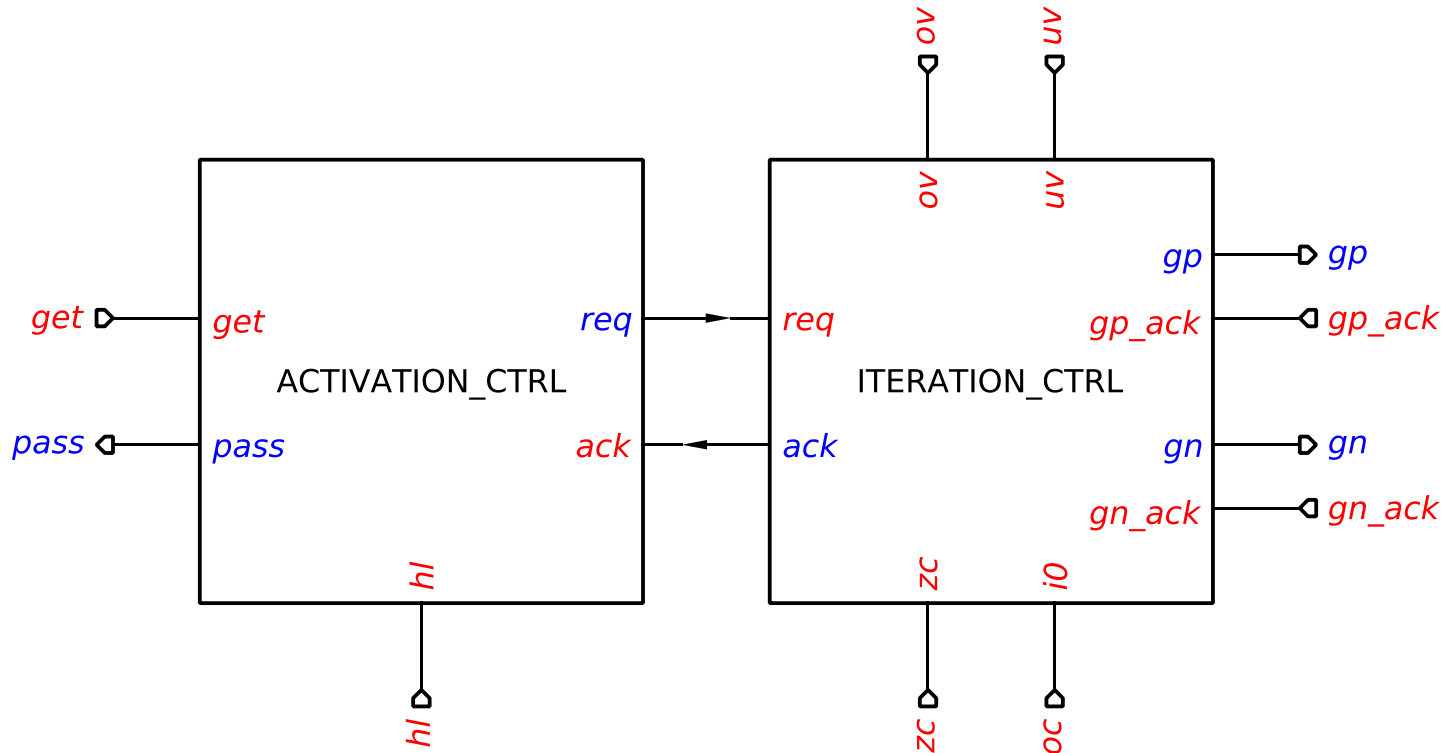 ov
uv
ov
uv
gp
gp
get
get
req
req
gp_ack
gp_ack
ACTIVATION_CTRL
ITERATION_CTRL
pass
pass
ack
ack
gn
gn
gn_ack
gn_ack
hl
zc
i0
hl
zc
oc